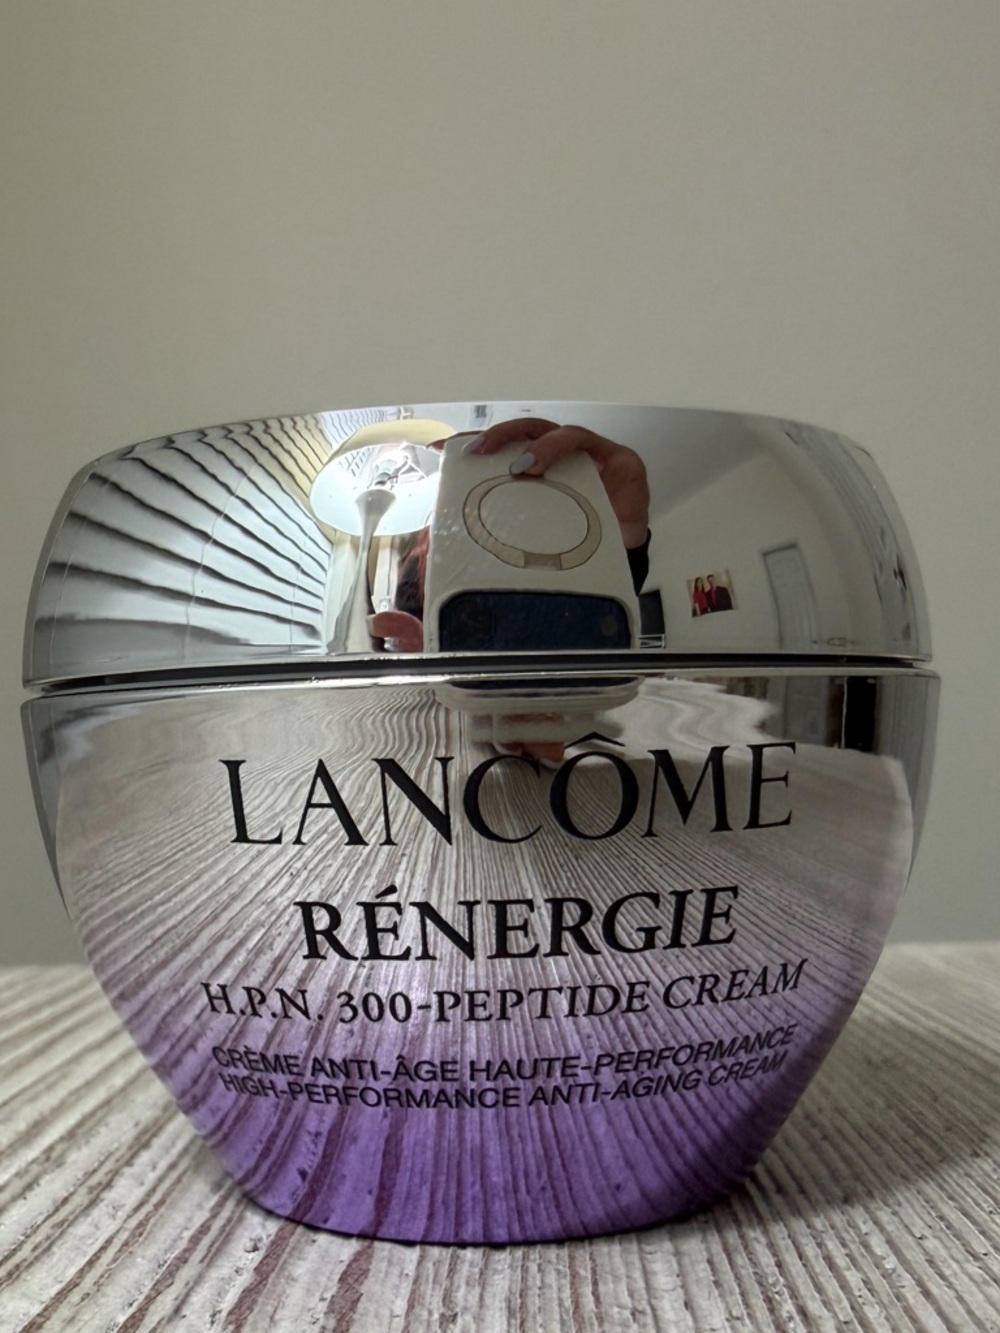 LANCÔME
RÉNERGIE
H.P.N. 300-PEPTIDE CREAM
CRÈME ANTI-ÂGE HAUTE-PERFORMANCE
HIGH-PERFORMANCE ANTI-AGING CREAM